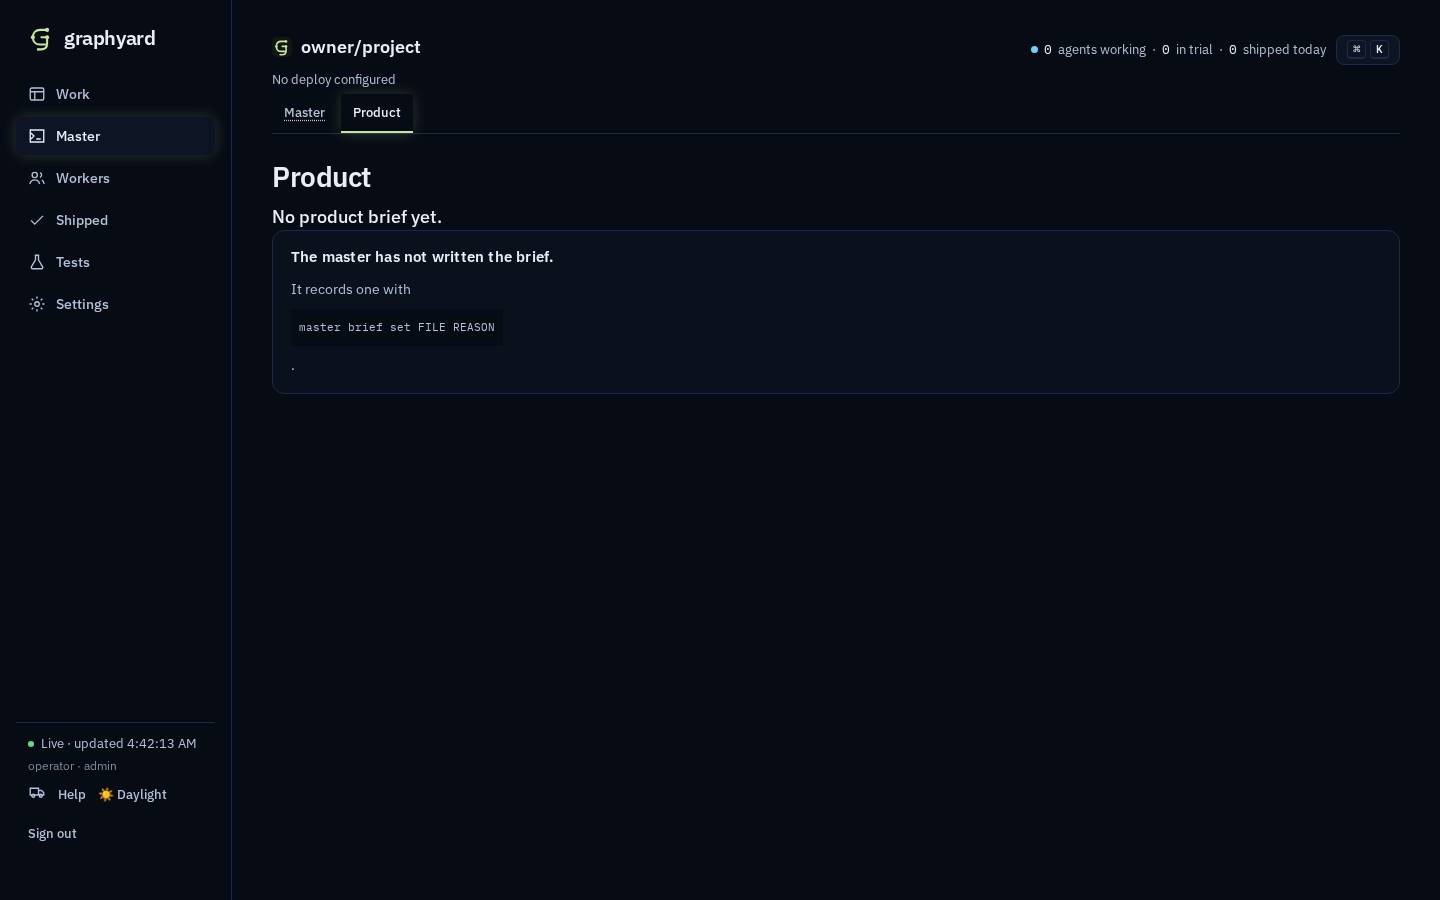 graphyard
Work
Master
Workers
Shipped
Tests
Settings
Live · updated 4:42:13 AM
operator · admin
Help ☀️ Daylight
Sign out
owner/project
0 agents working · 0 in trial · 0 shipped today ⌘ K
No deploy configured
Master Product
Product
No product brief yet.
The master has not written the brief.
It records one with
master brief set FILE REASON
.